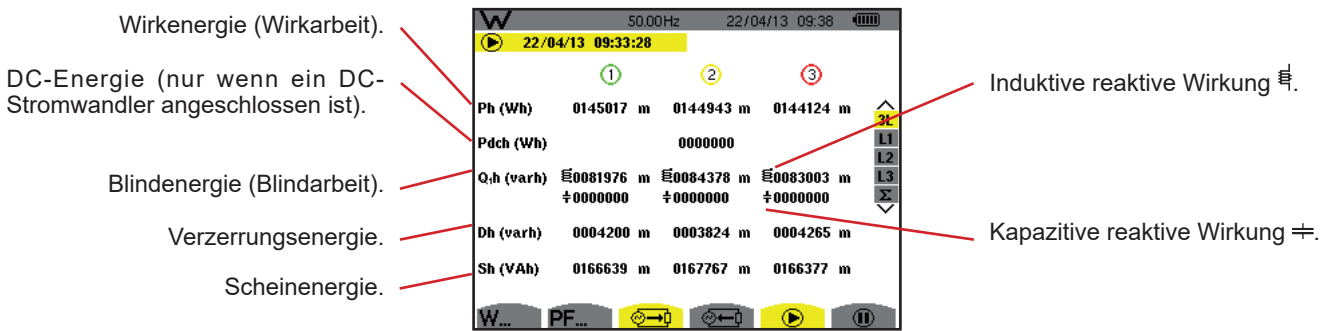 Wirkenergie (Wirkarbeit).
DC-Energie (nur wenn ein DC-
Stromwandler angeschlossen ist).
Blindenergie (Blindarbeit).
Verzerrungsenergie.
Scheinenergie.
W 50.00Hz 22/04/13 09:38
22/04/13 09:33:28
1 2 3
Ph (Wh) 0145017 m 0144943 m 0144124 m
Pdch (Wh) 0000000
Q₁h (varh) 0081976 m 0084378 m 0083003 m
0000000 0000000 0000000
Dh (varh) 0004200 m 0003824 m 0004265 m
Sh (VAh) 0166639 m 0167767 m 0166377 m
3L
L1
L2
L3
Σ
W... PF...
Induktive reaktive Wirkung .
Kapazitive reaktive Wirkung .